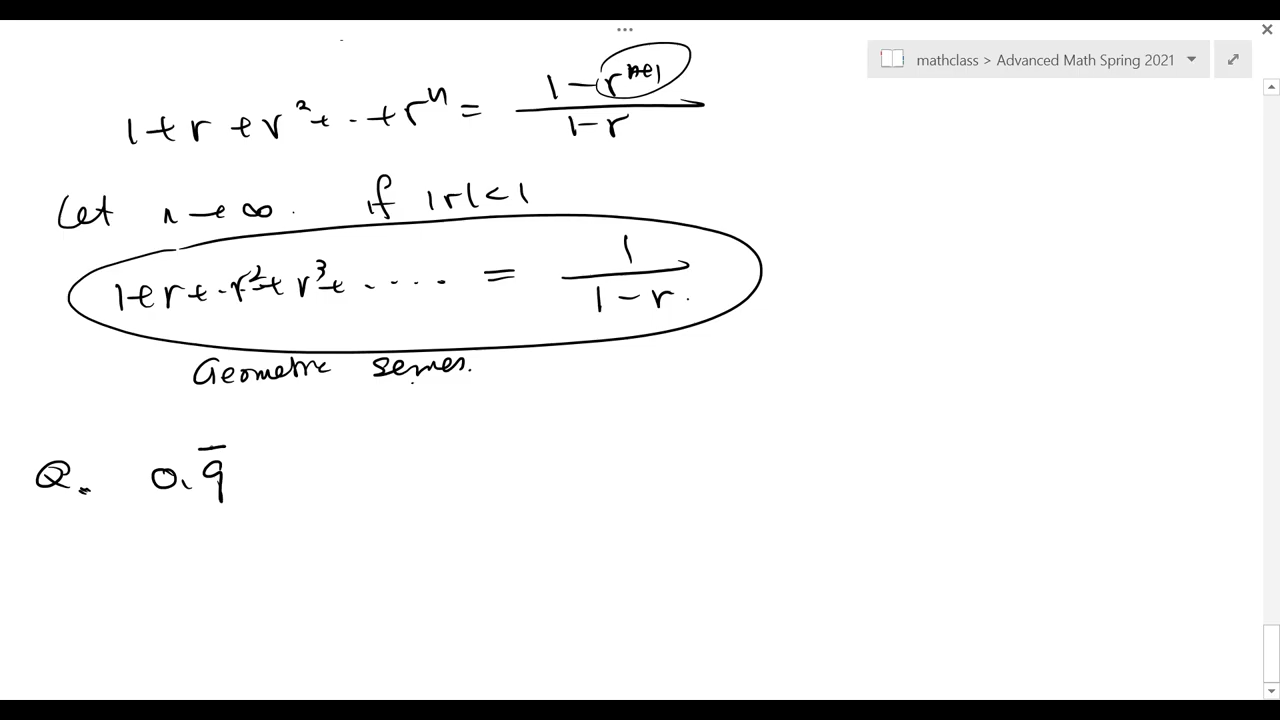 mathclass > Advanced Math Spring 2021
1 + r + r² + .. + rⁿ = (1 - rⁿ⁺¹)/(1 - r)
Let n → ∞. if |r| < 1
1 + r + r² + r³ + .... = 1/(1 - r).
Geometric series.
Q. 0.9̅